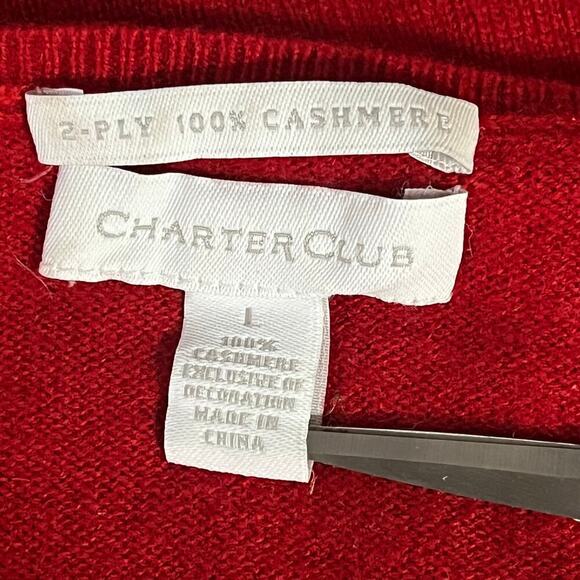 2-PLY 100% CASHMERE
CHARTER CLUB
L
100%
CASHMERE
EXCLUSIVE OF
DECORATION
MADE IN
CHINA